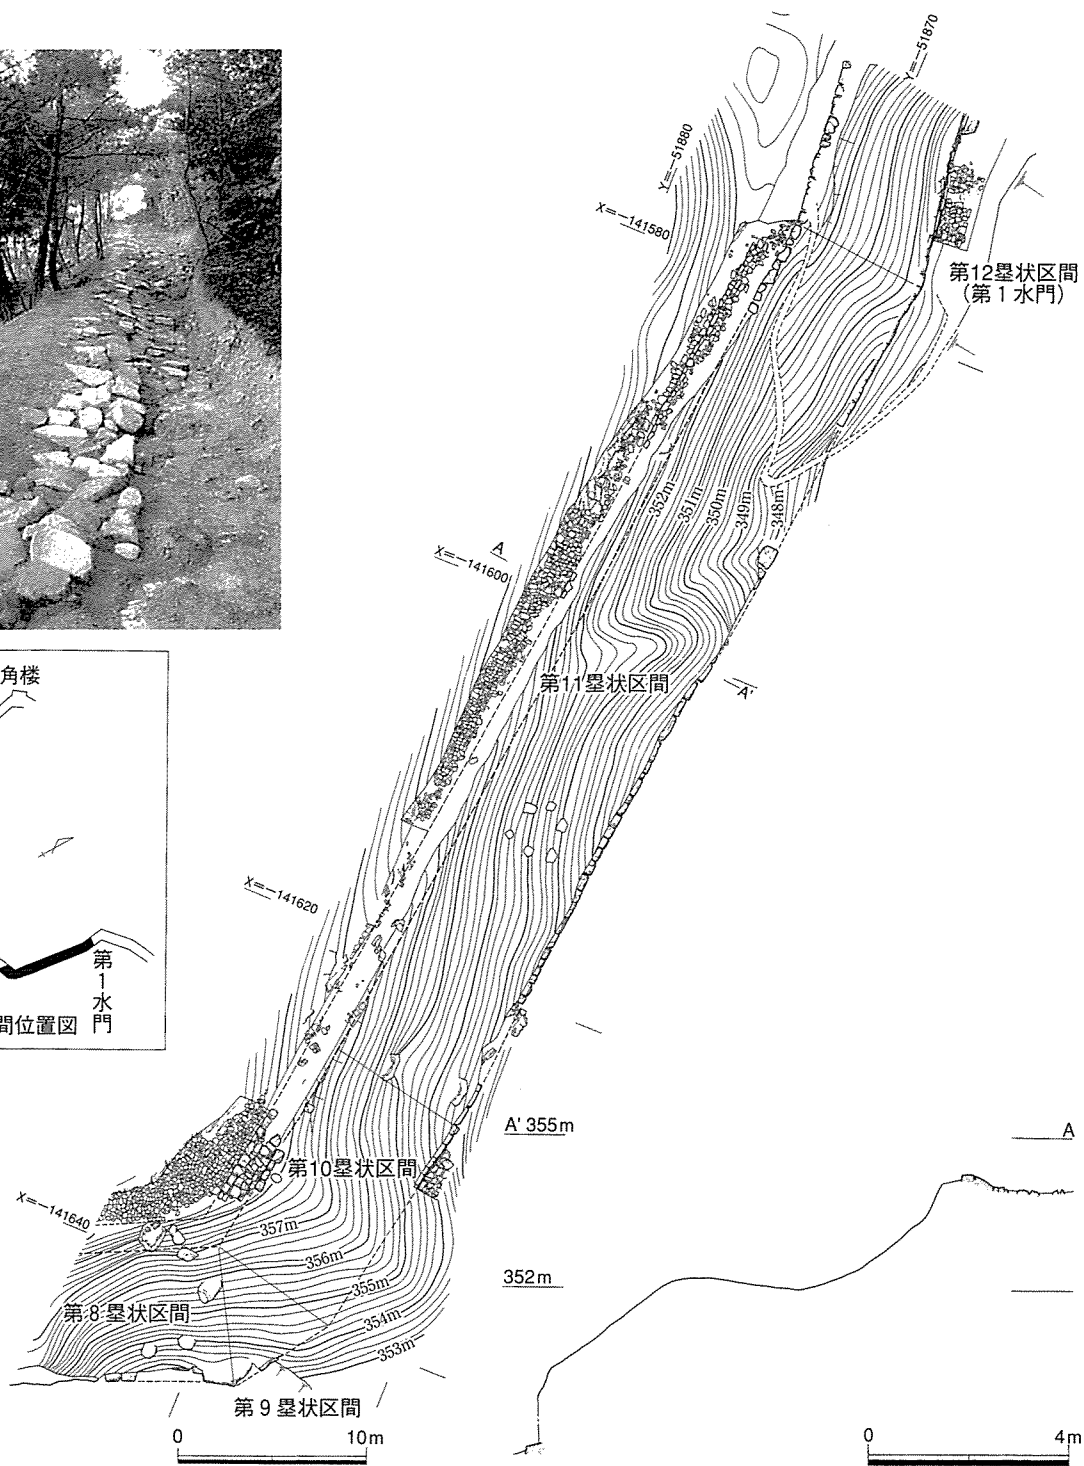 Y=-51870
Y=-51880
X=-141580
第12塁状区間
(第1水門)
352m
351m
350m
349m
348m
A
X=-141600
第11塁状区間
A'
角楼
X=-141620
第1水門
間位置図
A' 355m
A
第10塁状区間
X=-141640
357m
356m
352m
355m
第8塁状区間
354m
353m
第9塁状区間
0 10m
0 4m